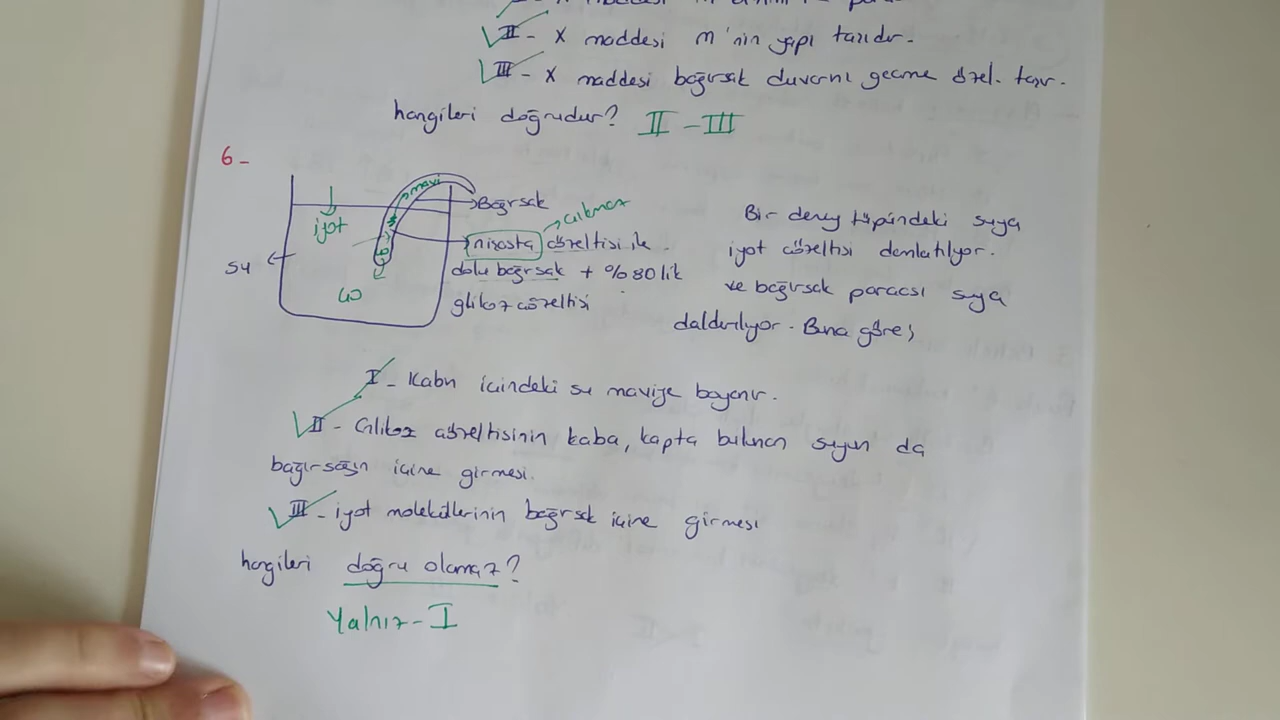 II - X maddesi m'nin yapı taşıdır.
III - X maddesi bağırsak duvarını geçme özel. taşır.
hangileri doğrudur? II - III
6-
mavi
Bağırsak
iyot
çıkmaz
nişasta çözeltisi ile
dolu bağırsak + %80 lik
glikoz çözeltisi
su
Bir deney tüpündeki suya
iyot çözeltisi damlatılıyor.
ve bağırsak parçası suya
daldırılıyor. Buna göre;
I - Kabın içindeki su maviye boyanır.
II - Glikoz çözeltisinin kaba, kapta bulunan suyun da
bağırsağın içine girmesi.
III - iyot moleküllerinin bağırsak içine girmesi
hangileri doğru olamaz?
Yalnız - I